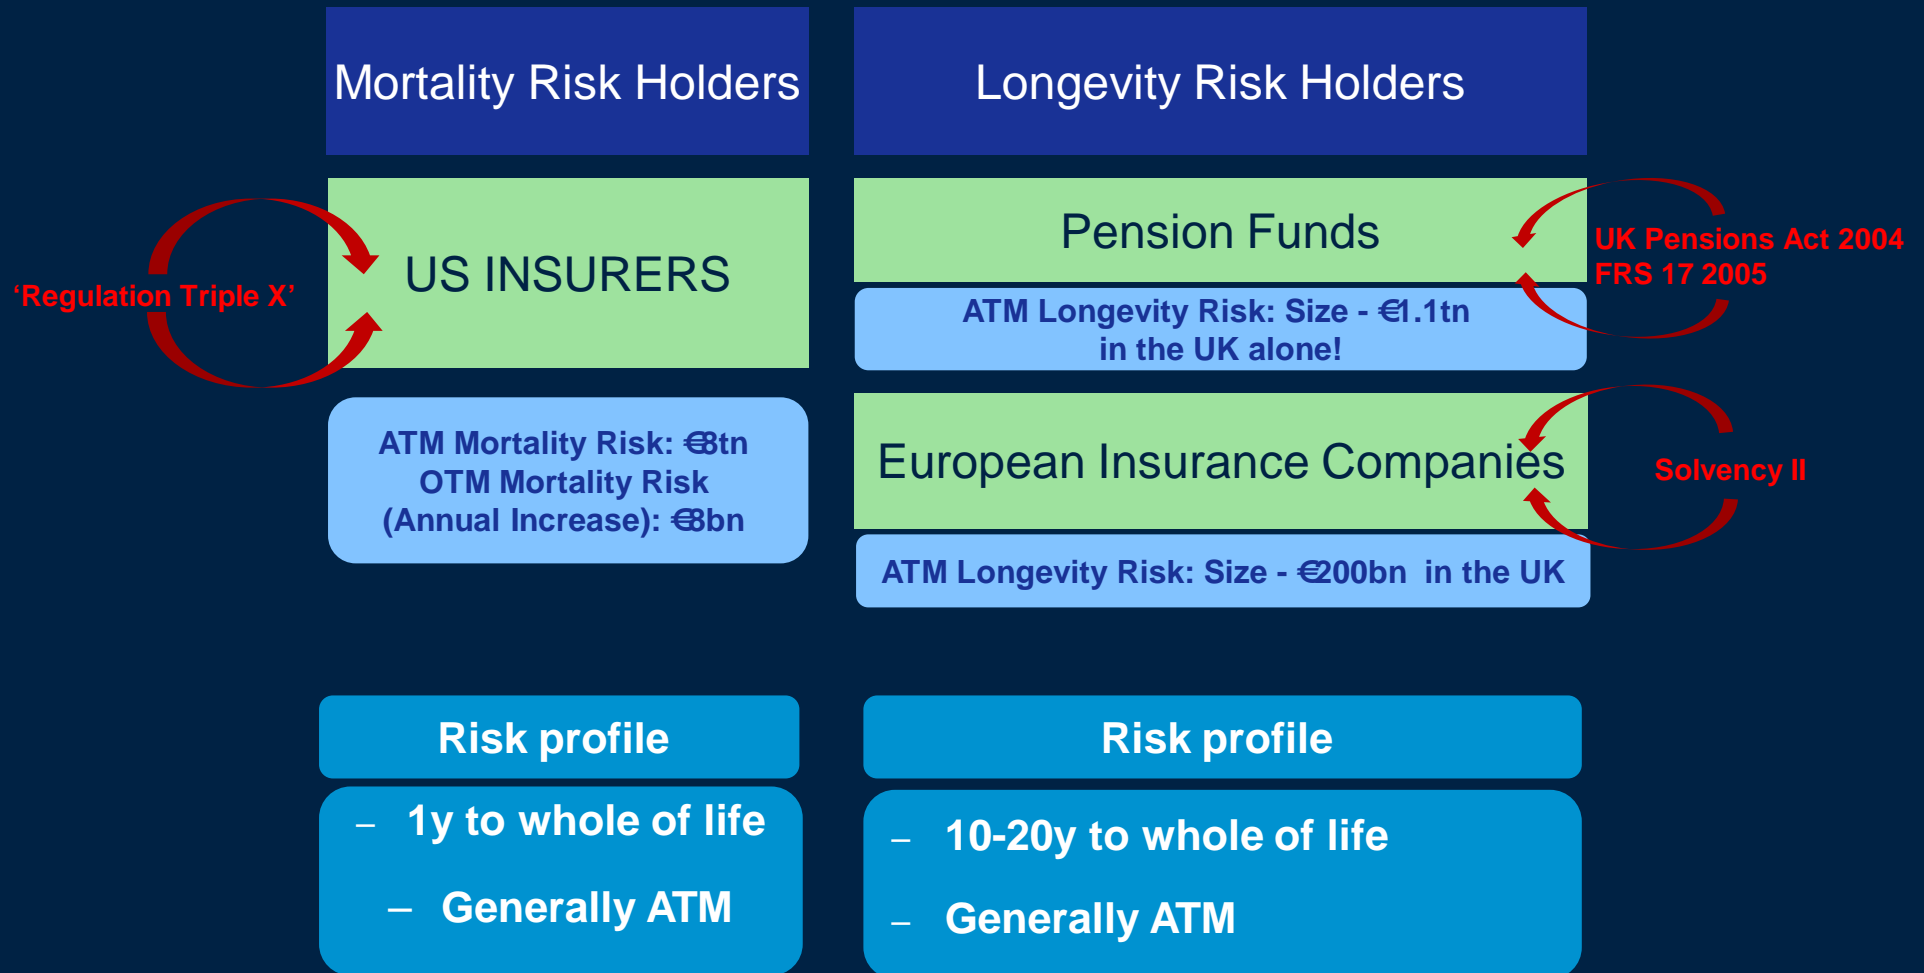 Mortality Risk Holders
Longevity Risk Holders
‘Regulation Triple X’
US INSURERS
ATM Mortality Risk: €8tn
OTM Mortality Risk
(Annual Increase): €8bn
Pension Funds
UK Pensions Act 2004
FRS 17 2005
ATM Longevity Risk: Size - €1.1tn
in the UK alone!
European Insurance Companies
Solvency II
ATM Longevity Risk: Size - €200bn in the UK
Risk profile
– 1y to whole of life
– Generally ATM
Risk profile
– 10-20y to whole of life
– Generally ATM